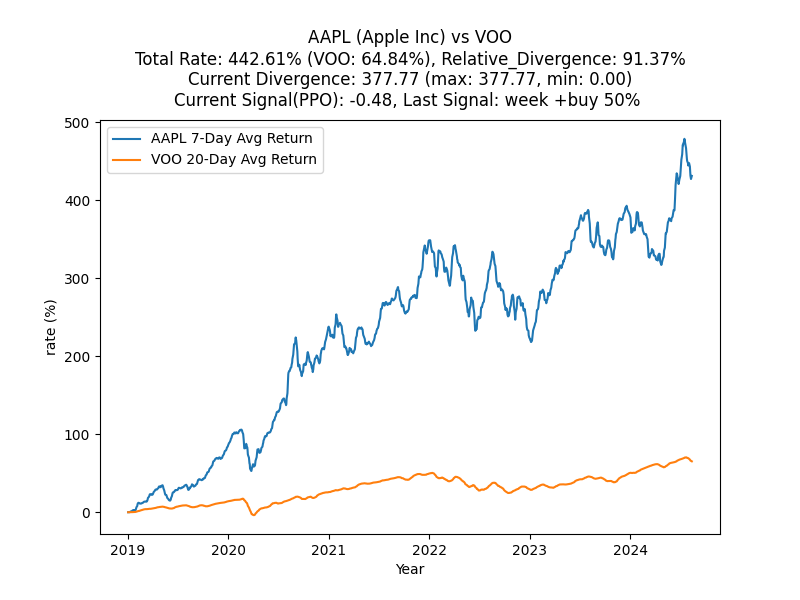 AAPL (Apple Inc) vs VOO
Total Rate: 442.61% (VOO: 64.84%), Relative_Divergence: 91.37%
Current Divergence: 377.77 (max: 377.77, min: 0.00)
Current Signal(PPO): -0.48, Last Signal: week +buy 50%
AAPL 7-Day Avg Return
VOO 20-Day Avg Return
500
400
300
200
100
0
rate (%)
2019 2020 2021 2022 2023 2024
Year